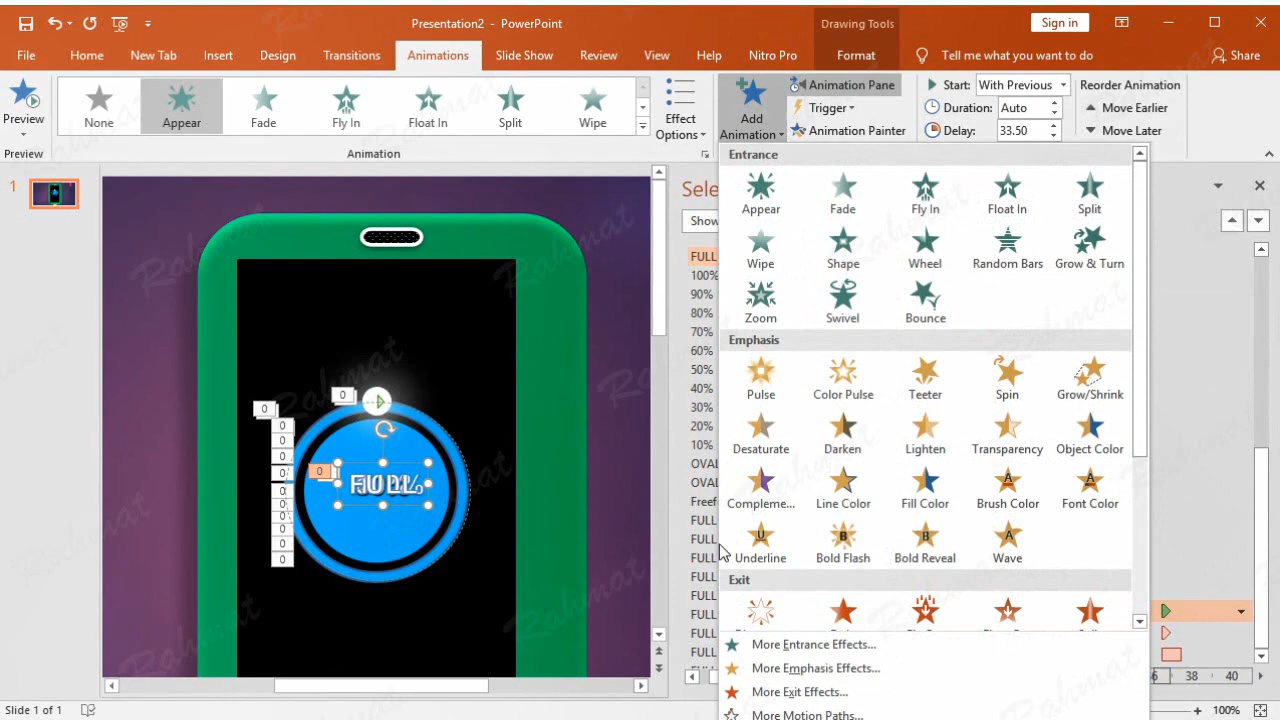 Presentation2 - PowerPoint
Drawing Tools
Sign in
File Home New Tab Insert Design Transitions Animations Slide Show Review View Help Nitro Pro Format Tell me what you want to do Share
Preview
None Appear Fade Fly In Float In Split Wipe
Effect Options
Add Animation
Animation Pane
Trigger
Animation Painter
Start: With Previous
Duration: Auto
Delay: 33.50
Reorder Animation
Move Earlier
Move Later
Preview Animation
1
Sele
Show
FULL
100%
90%
80%
70%
60%
50%
40%
30%
20%
10%
OVAL
OVAL
Freef
FULL
FULL
FULL
FULL
FULL
FULL
FULL
FULL
FULL
Entrance
Appear Fade Fly In Float In Split
Wipe Shape Wheel Random Bars Grow & Turn
Zoom Swivel Bounce
Emphasis
Pulse Color Pulse Teeter Spin Grow/Shrink
Desaturate Darken Lighten Transparency Object Color
Compleme... Line Color Fill Color Brush Color Font Color
Underline Bold Flash Bold Reveal Wave
Exit
More Entrance Effects...
More Emphasis Effects...
More Exit Effects...
More Motion Paths...
0
0
0
0
0
0
0
0
0
0
0
0
38 40
Slide 1 of 1
100%
Rahmat